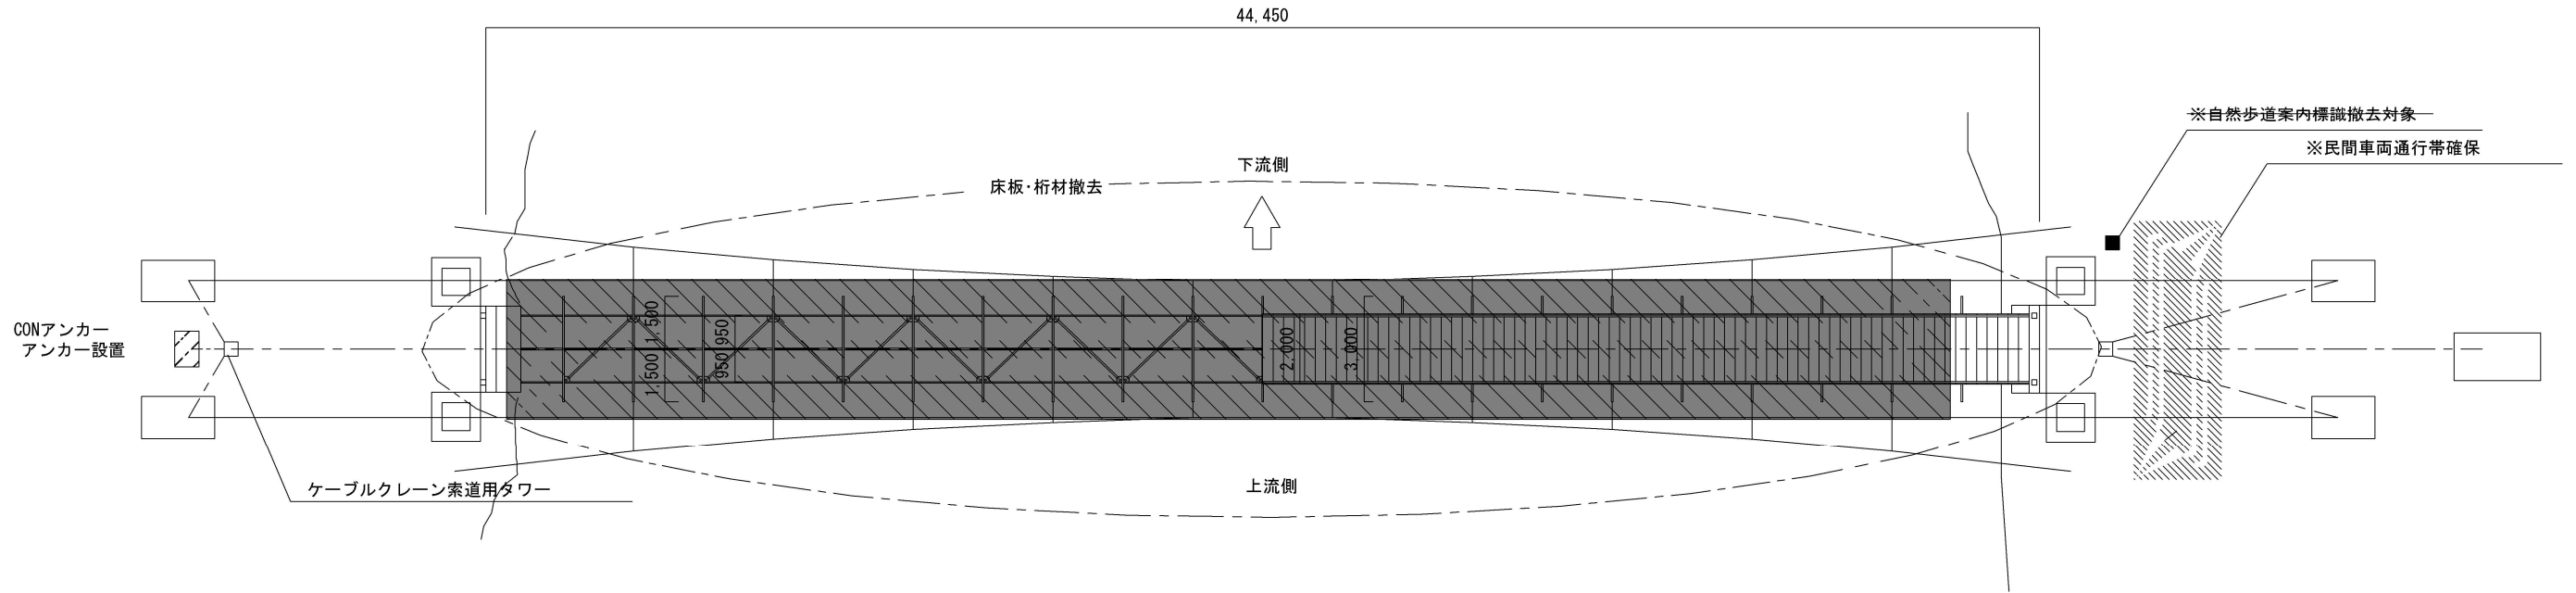 44,450
※自然歩道案内標識撤去対象
※民間車両通行帯確保
下流側
床板･桁材撤去
CONアンカー
アンカー設置
1,500 1,500
950 950
2,000
3,000
ケーブルクレーン索道用タワー
上流側